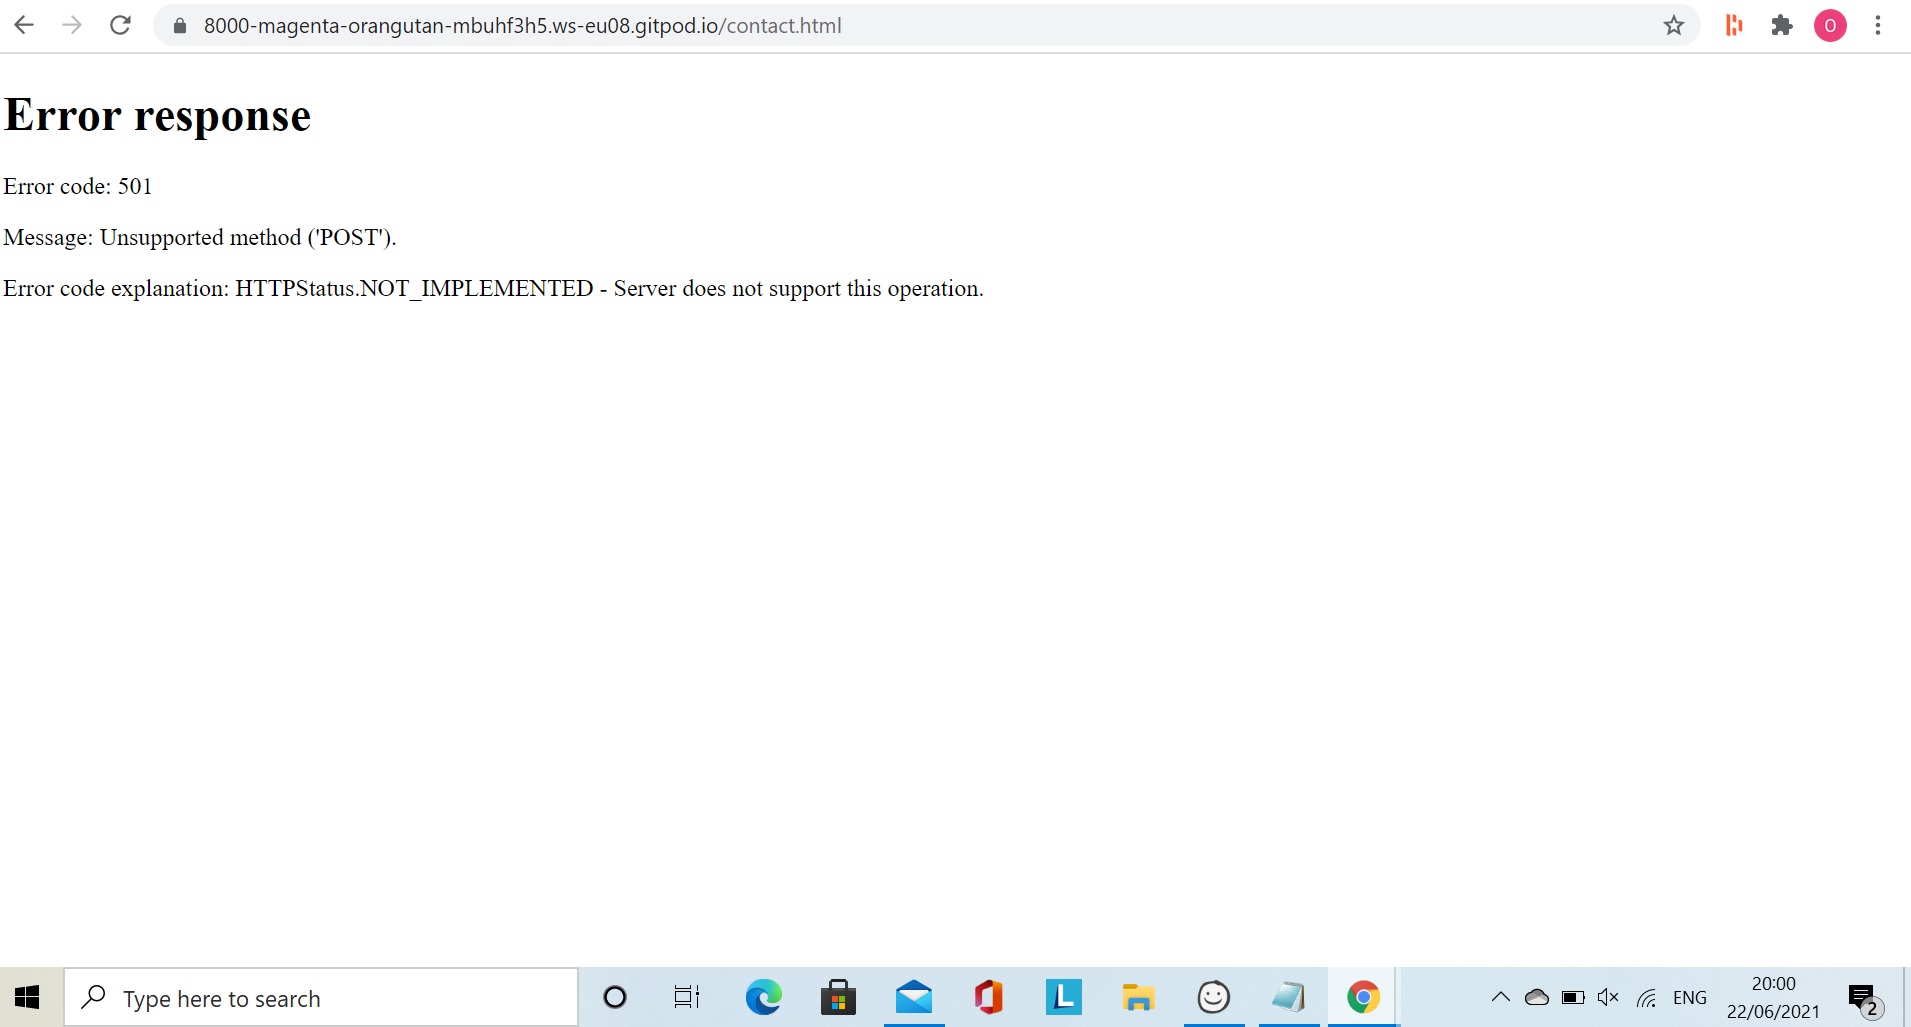 8000-magenta-orangutan-mbuhf3h5.ws-eu08.gitpod.io/contact.html
O
Error response
Error code: 501
Message: Unsupported method ('POST').
Error code explanation: HTTPStatus.NOT_IMPLEMENTED - Server does not support this operation.
Type here to search
L
ENG
20:00
22/06/2021
2